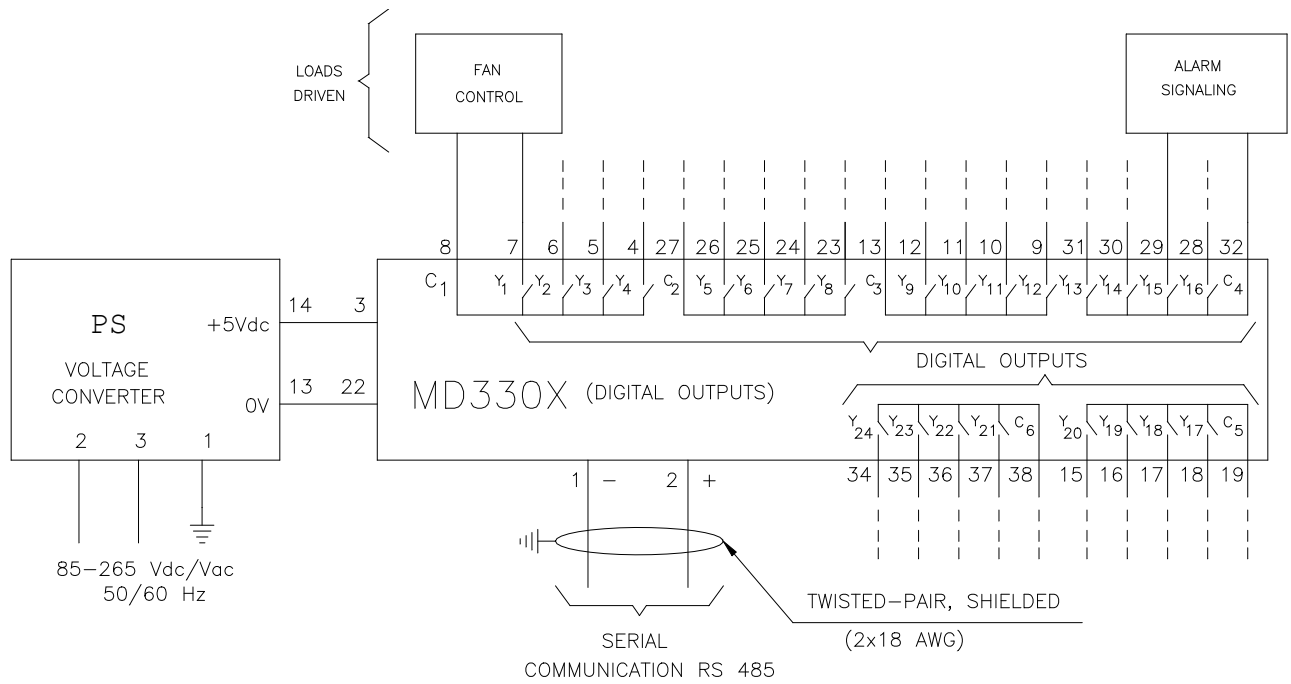 LOADS
DRIVEN
FAN
CONTROL
ALARM
SIGNALING
8 7 6 5 4 27 26 25 24 23 13 12 11 10 9 31 30 29 28 32
C1 Y1 Y2 Y3 Y4 C2 Y5 Y6 Y7 Y8 C3 Y9 Y10 Y11 Y12 Y13 Y14 Y15 Y16 C4
PS
VOLTAGE
CONVERTER
+5Vdc
0V
14 3
13 22
2 3 1
85-265 Vdc/Vac
50/60 Hz
DIGITAL OUTPUTS
MD330X (DIGITAL OUTPUTS)
Y24 Y23 Y22 Y21 C6 Y20 Y19 Y18 Y17 C5
34 35 36 37 38 15 16 17 18 19
1 - 2 +
TWISTED-PAIR, SHIELDED
(2x18 AWG)
SERIAL
COMMUNICATION RS 485